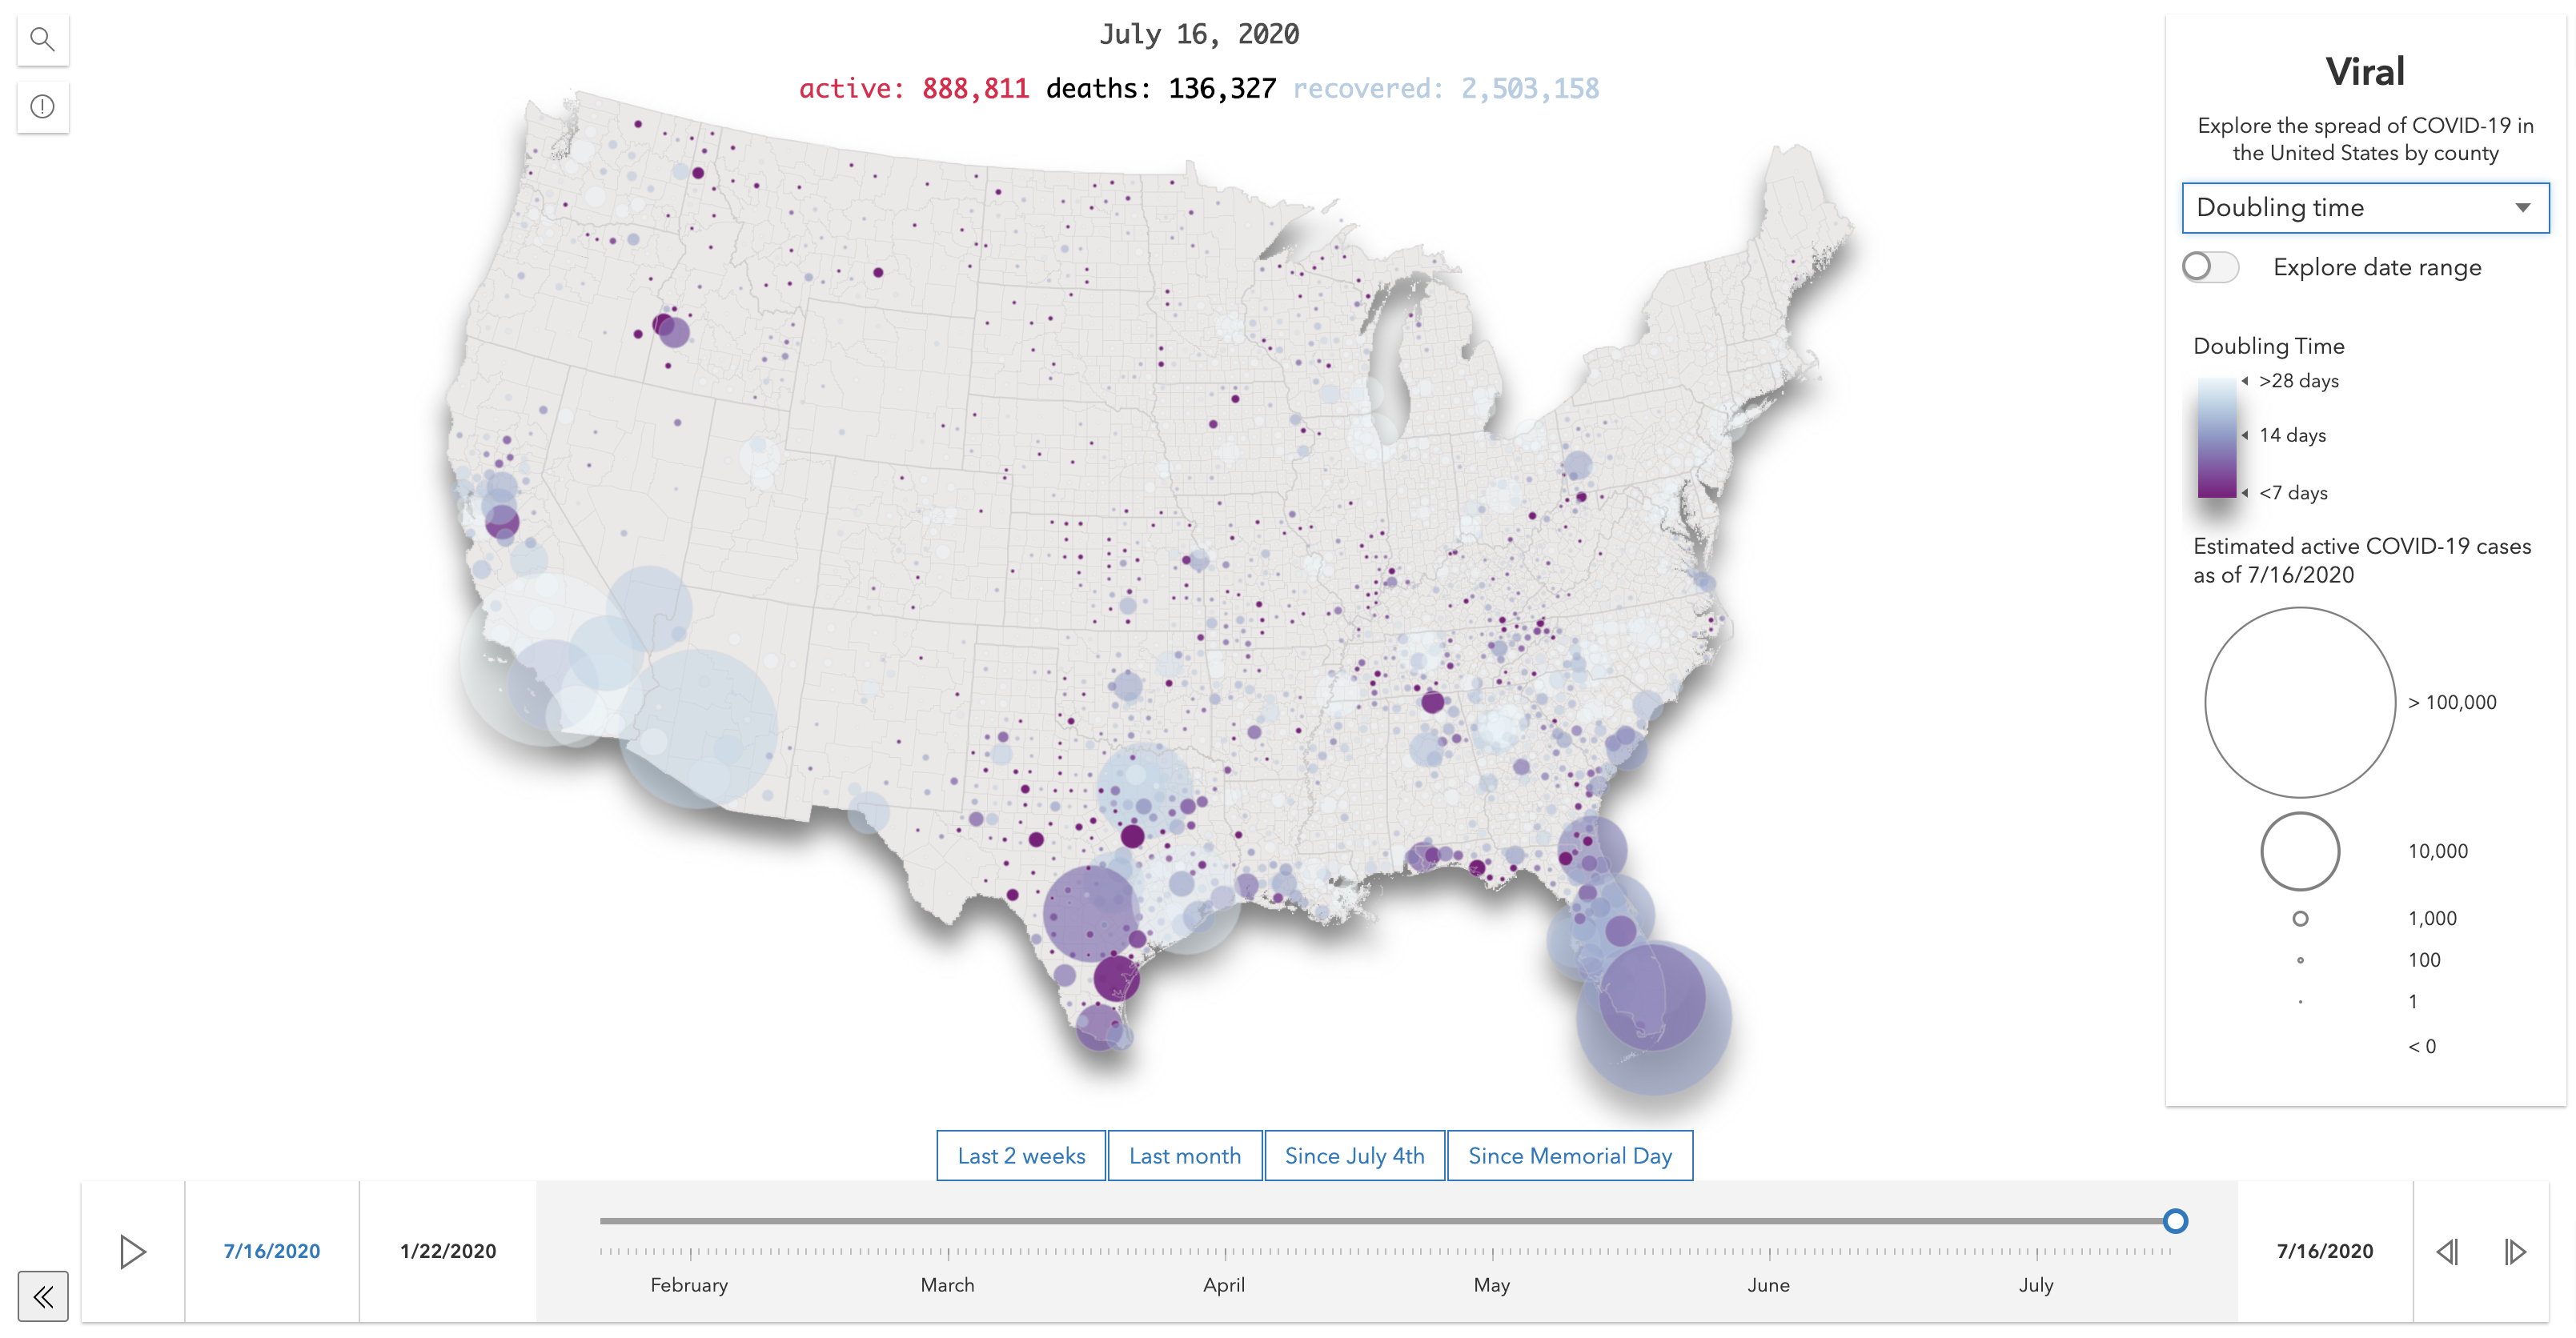 July 16, 2020
active: 888,811 deaths: 136,327 recovered: 2,503,158
Viral
Explore the spread of COVID-19 in
the United States by county
Doubling time
Explore date range
Doubling Time
>28 days
14 days
<7 days
Estimated active COVID-19 cases
as of 7/16/2020
> 100,000
10,000
1,000
100
1
< 0
Last 2 weeks
Last month
Since July 4th
Since Memorial Day
7/16/2020
1/22/2020
February
March
April
May
June
July
7/16/2020